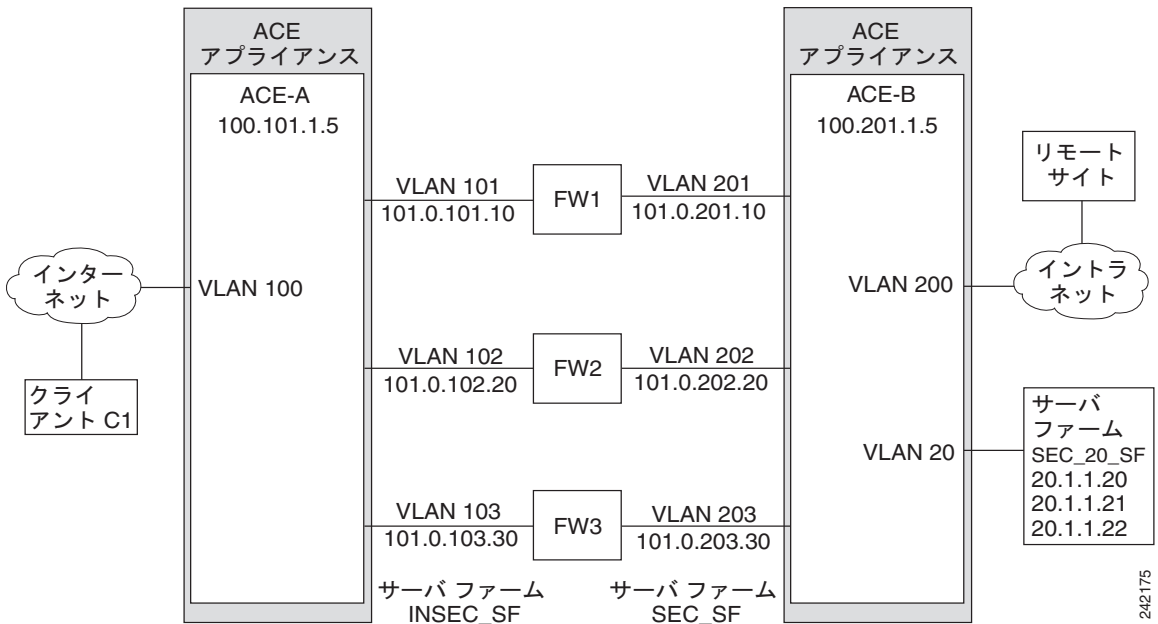 ACE
アプライアンス
ACE-A
100.101.1.5
ACE
アプライアンス
ACE-B
100.201.1.5
リモート
サイト
VLAN 101
101.0.101.10
FW1
VLAN 201
101.0.201.10
インター
ネット
VLAN 100
VLAN 200
イントラ
ネット
クライ
アント C1
VLAN 102
101.0.102.20
FW2
VLAN 202
101.0.202.20
VLAN 20
サーバ
ファーム
SEC_20_SF
20.1.1.20
20.1.1.21
20.1.1.22
VLAN 103
101.0.103.30
FW3
VLAN 203
101.0.203.30
サーバ ファーム
INSEC_SF
サーバ ファーム
SEC_SF
242175